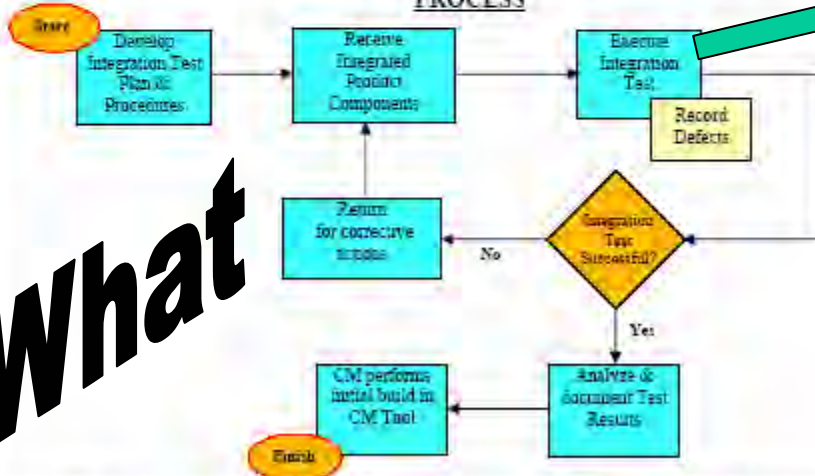 PROCESS
Start
Develop
Integration Test
Plan &
Procedures
Receive
Integrated
Product
Components
Execute
Integration
Test
Record
Defects
Integration
Test
Successful?
No
Return
for corrective
actions
Yes
Analyze &
document Test
Results
CM performs
initial build in
CM Tool
Finish
What